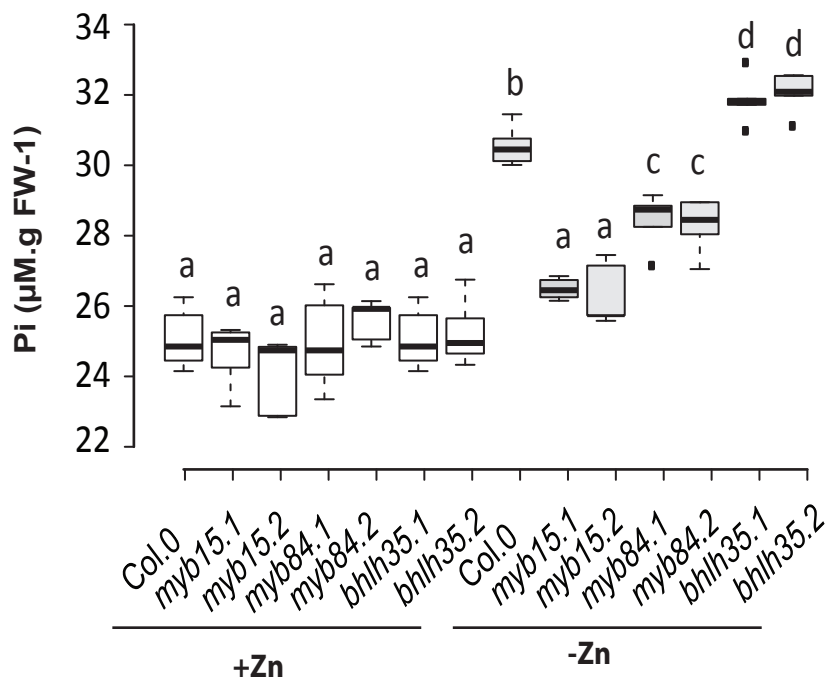 34
32
30
28
26
24
22
Pi (µM.g FW-1)
a
a
a
a
a
a
a
b
a
a
c
c
d
d
Col.0
myb15.1
myb15.2
myb84.1
myb84.2
bhlh35.1
bhlh35.2
Col.0
myb15.1
myb15.2
myb84.1
myb84.2
bhlh35.1
bhlh35.2
+Zn
-Zn